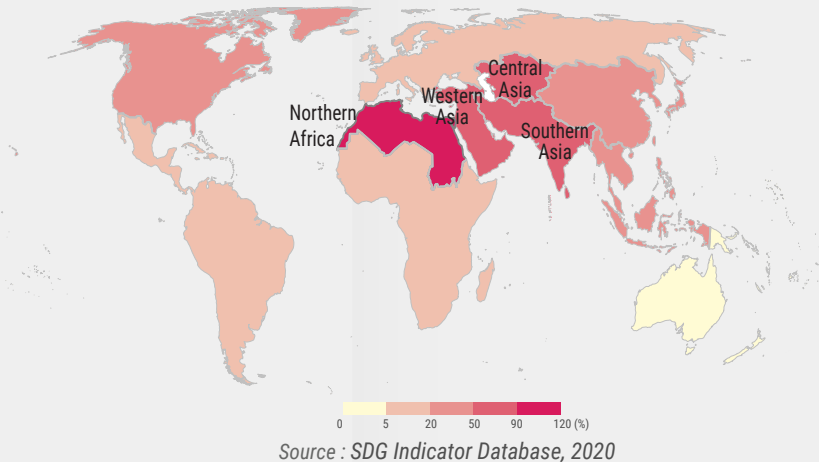 Central
Asia
Western
Asia
Northern
Africa
Southern
Asia
0 5 20 50 90 120 (%)
Source : SDG Indicator Database, 2020